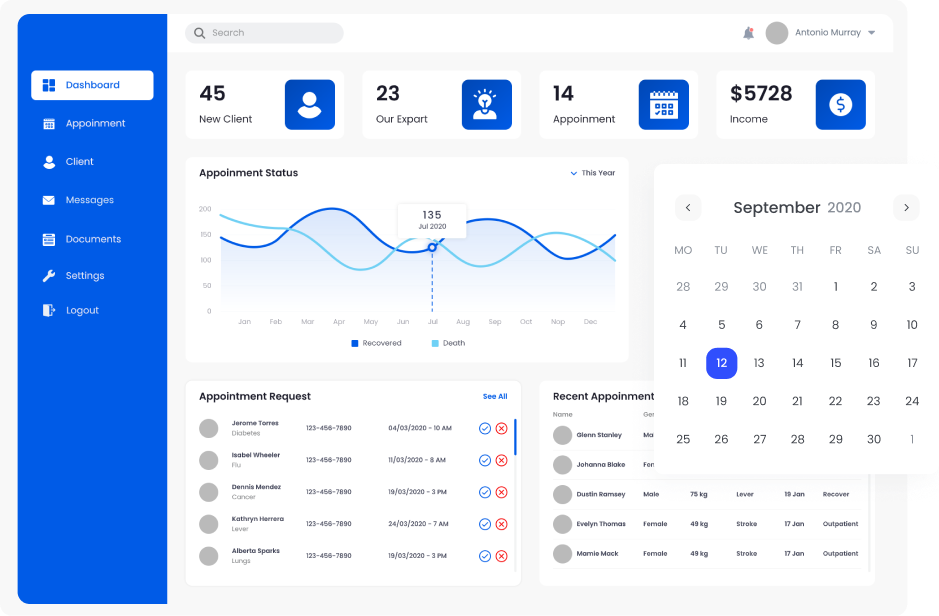 Dashboard
Appoinment
Client
Messages
Documents
Settings
Logout
Search
Antonio Murray
45
New Client
23
Our Expart
14
Appoinment
$5728
Income
Appoinment Status
This Year
200
150
100
50
0
135
Jul 2020
Jan Feb Mar Apr May Jun Jul Aug Sep Oct Nop Dec
Recovered Death
September 2020
MO TU WE TH FR SA SU
28 29 30 31 1 2 3
4 5 6 7 8 9 10
11 12 13 14 15 16 17
18 19 20 21 22 23 24
25 26 27 28 29 30 1
Appointment Request See All
Jerome Torres
Diabetes
123-456-7890 04/03/2020 - 10 AM
Isabel Wheeler
Flu
123-456-7890 11/03/2020 - 8 AM
Dennis Mendez
Cancer
123-456-7890 19/03/2020 - 3 PM
Kathryn Herrera
Lever
123-456-7890 24/03/2020 - 7 AM
Alberta Sparks
Lungs
123-456-7890 19/03/2020 - 3 PM
Recent Appoinment
Name
Glenn Stanley
Johanna Blake
Dustin Ramsey Male 75 kg Lever 19 Jan Recover
Evelyn Thomas Female 49 kg Stroke 17 Jan Outpatient
Mamie Mack Female 49 kg Stroke 17 Jan Outpatient